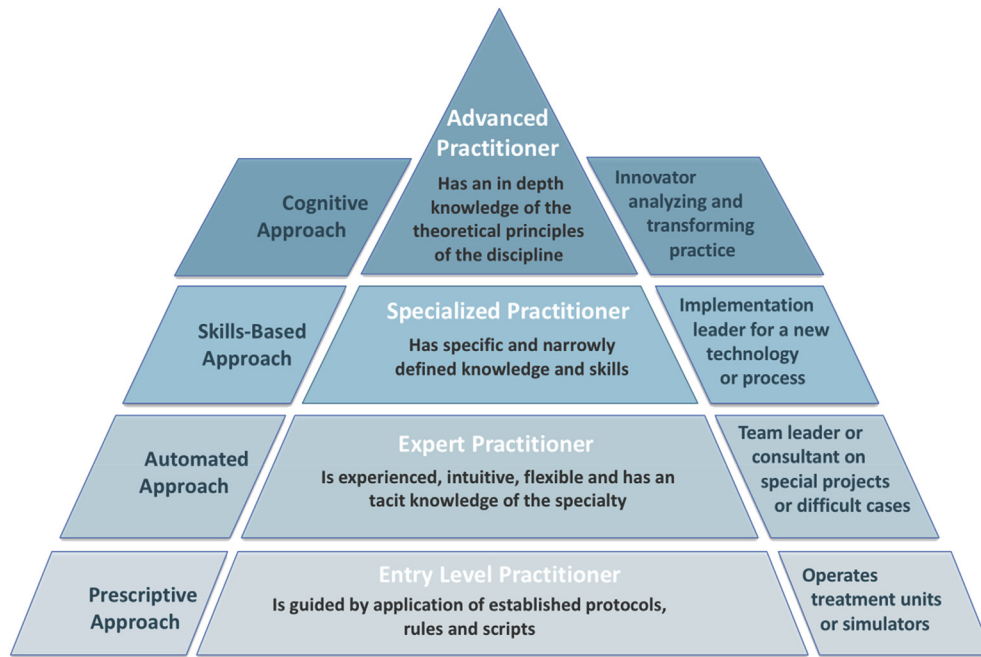 Advanced
Practitioner
Has an in depth
knowledge of the
theoretical principles
of the discipline
Cognitive
Approach
Innovator
analyzing and
transforming
practice
Skills-Based
Approach
Specialized Practitioner
Has specific and narrowly
defined knowledge and skills
Implementation
leader for a new
technology
or process
Automated
Approach
Expert Practitioner
Is experienced, intuitive, flexible and has an
tacit knowledge of the specialty
Team leader or
consultant on
special projects
or difficult cases
Prescriptive
Approach
Entry Level Practitioner
Is guided by application of established protocols,
rules and scripts
Operates
treatment units
or simulators